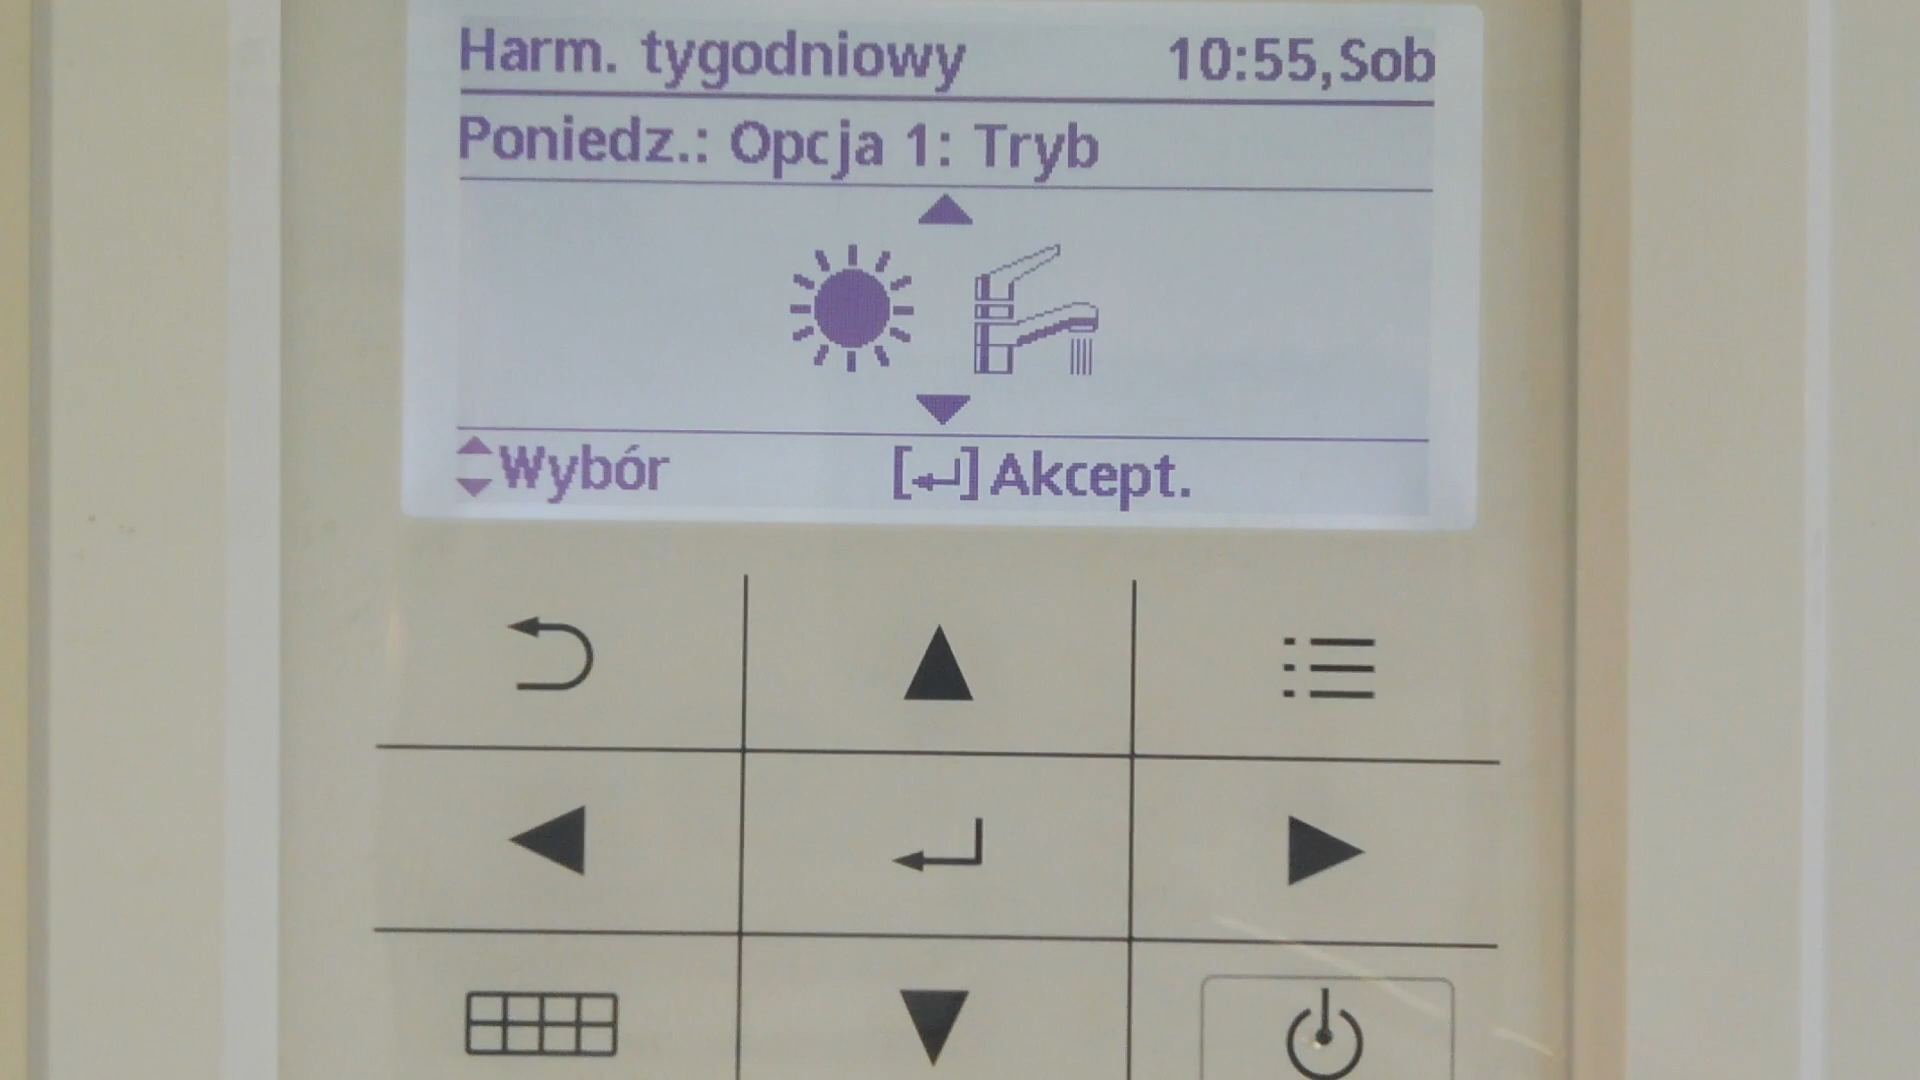 Harm. tygodniowy 10:55,Sob
Poniedz.: Opcja 1: Tryb
Wybór [↵] Akcept.